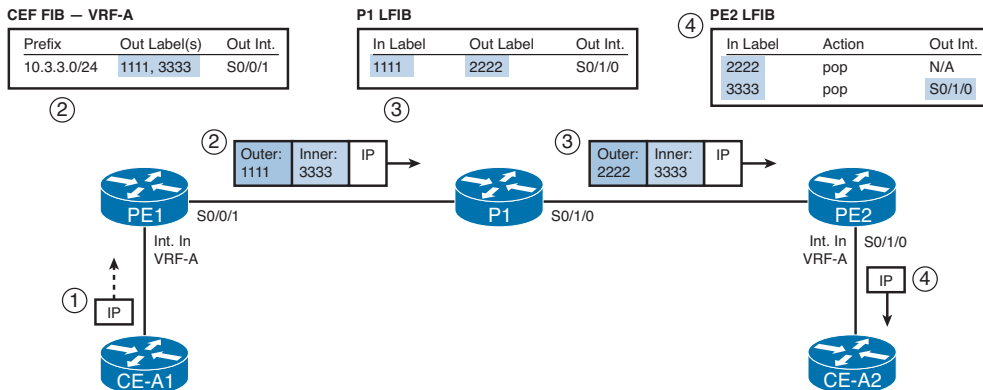 CEF FIB — VRF-A
Prefix Out Label(s) Out Int.
10.3.3.0/24 1111, 3333 S0/0/1
2
P1 LFIB
In Label Out Label Out Int.
1111 2222 S0/1/0
3
4
PE2 LFIB
In Label Action Out Int.
2222 pop N/A
3333 pop S0/1/0
2
Outer: 1111
Inner: 3333
IP
3
Outer: 2222
Inner: 3333
IP
PE1
S0/0/1
P1
S0/1/0
PE2
Int. In
VRF-A
Int. In
VRF-A
S0/1/0
1
IP
IP
4
CE-A1
CE-A2